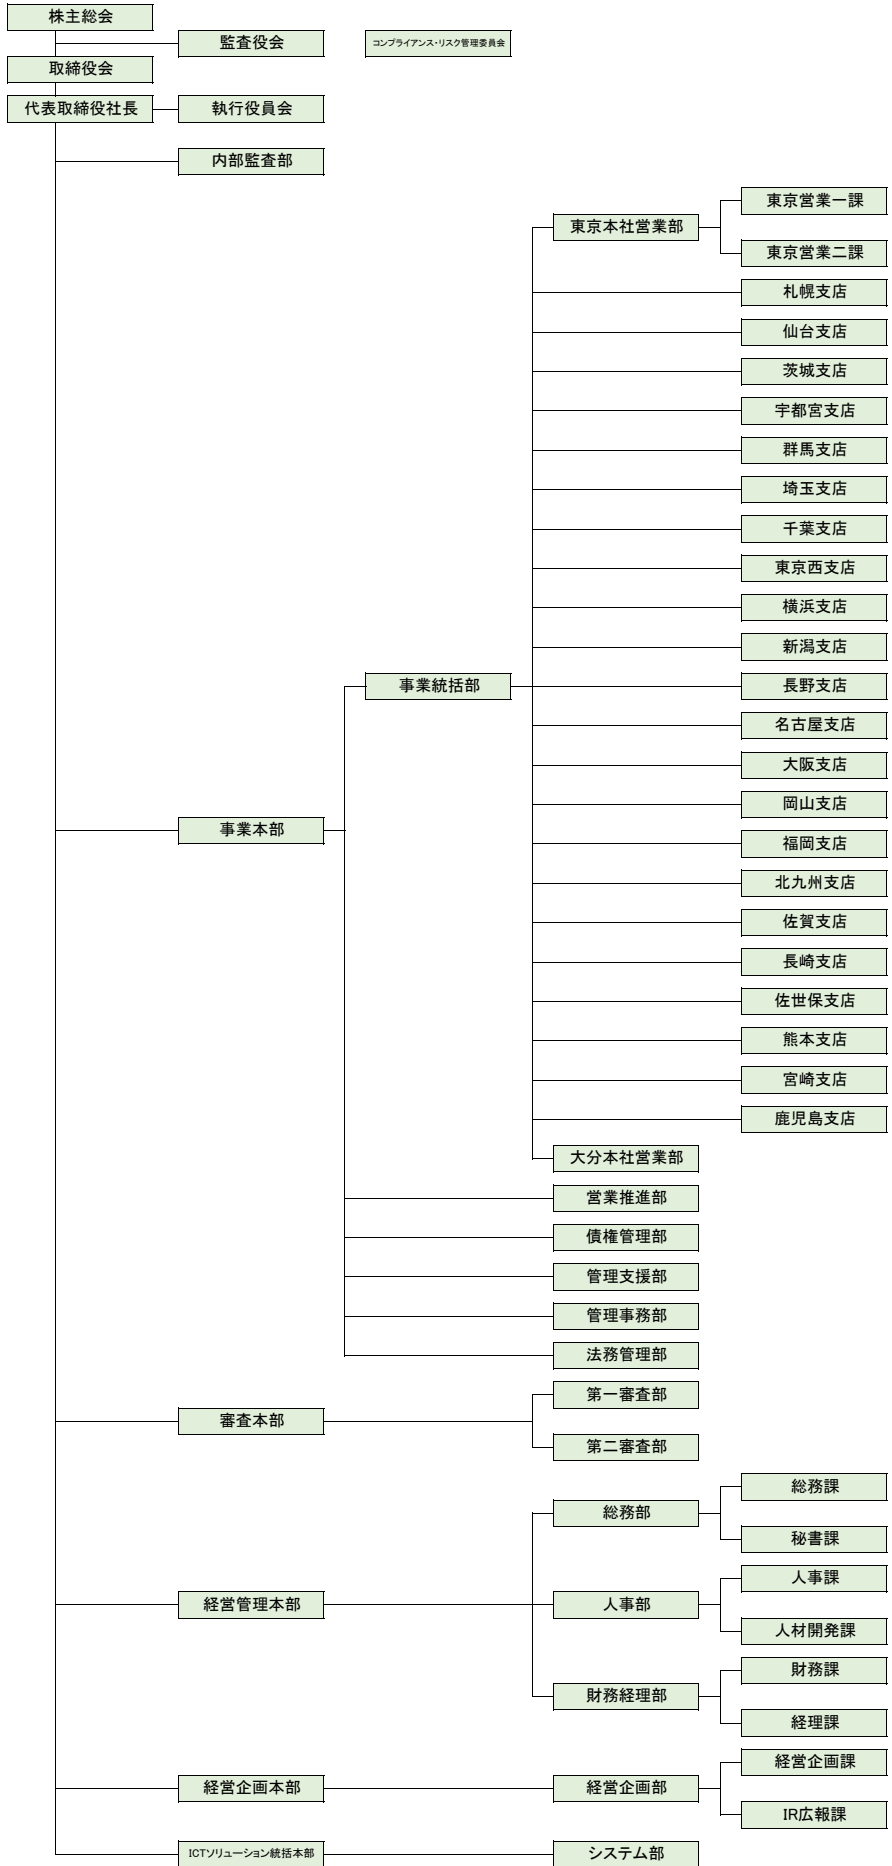 株主総会
監査役会
コンプライアンス・リスク管理委員会
取締役会
代表取締役社長
執行役員会
内部監査部
東京営業一課
東京本社営業部
東京営業二課
札幌支店
仙台支店
茨城支店
宇都宮支店
群馬支店
埼玉支店
千葉支店
東京西支店
横浜支店
新潟支店
事業統括部
長野支店
名古屋支店
大阪支店
岡山支店
事業本部
福岡支店
北九州支店
佐賀支店
長崎支店
佐世保支店
熊本支店
宮崎支店
鹿児島支店
大分本社営業部
営業推進部
債権管理部
管理支援部
管理事務部
法務管理部
第一審査部
審査本部
第二審査部
総務課
総務部
秘書課
人事課
経営管理本部
人事部
人材開発課
財務課
財務経理部
経理課
経営企画課
経営企画本部
経営企画部
IR広報課
ICTソリューション統括本部
システム部